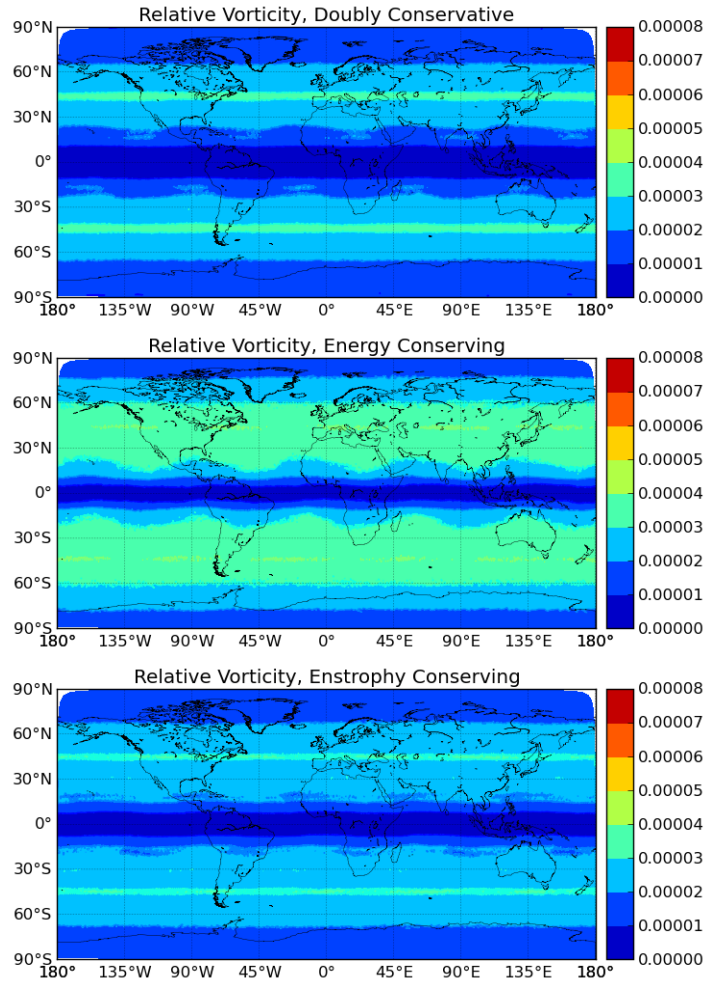 Relative Vorticity, Doubly Conservative
90°N
60°N
30°N
0°
30°S
60°S
90°S
180° 135°W 90°W 45°W 0° 45°E 90°E 135°E 180°
0.00008
0.00007
0.00006
0.00005
0.00004
0.00003
0.00002
0.00001
0.00000
Relative Vorticity, Energy Conserving
90°N
60°N
30°N
0°
30°S
60°S
90°S
180° 135°W 90°W 45°W 0° 45°E 90°E 135°E 180°
0.00008
0.00007
0.00006
0.00005
0.00004
0.00003
0.00002
0.00001
0.00000
Relative Vorticity, Enstrophy Conserving
90°N
60°N
30°N
0°
30°S
60°S
90°S
180° 135°W 90°W 45°W 0° 45°E 90°E 135°E 180°
0.00008
0.00007
0.00006
0.00005
0.00004
0.00003
0.00002
0.00001
0.00000